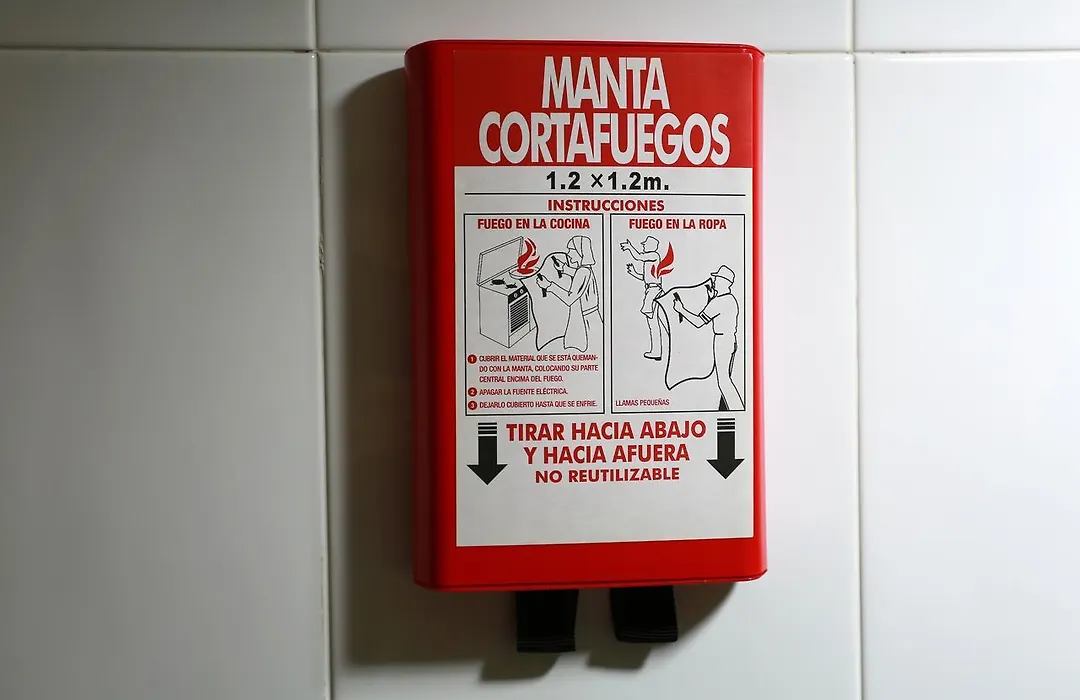 MANTA
CORTAFUEGOS
1.2 ×1.2m.
INSTRUCCIONES
FUEGO EN LA COCINA
1 CUBRIR EL MATERIAL QUE SE ESTÁ QUEMAN-
DO CON LA MANTA, COLOCANDO SU PARTE
CENTRAL ENCIMA DEL FUEGO.
2 APAGAR LA FUENTE ELÉCTRICA.
3 DEJARLO CUBIERTO HASTA QUE SE ENFRIE.
FUEGO EN LA ROPA
LLAMAS PEQUEÑAS
TIRAR HACIA ABAJO
Y HACIA AFUERA
NO REUTILIZABLE